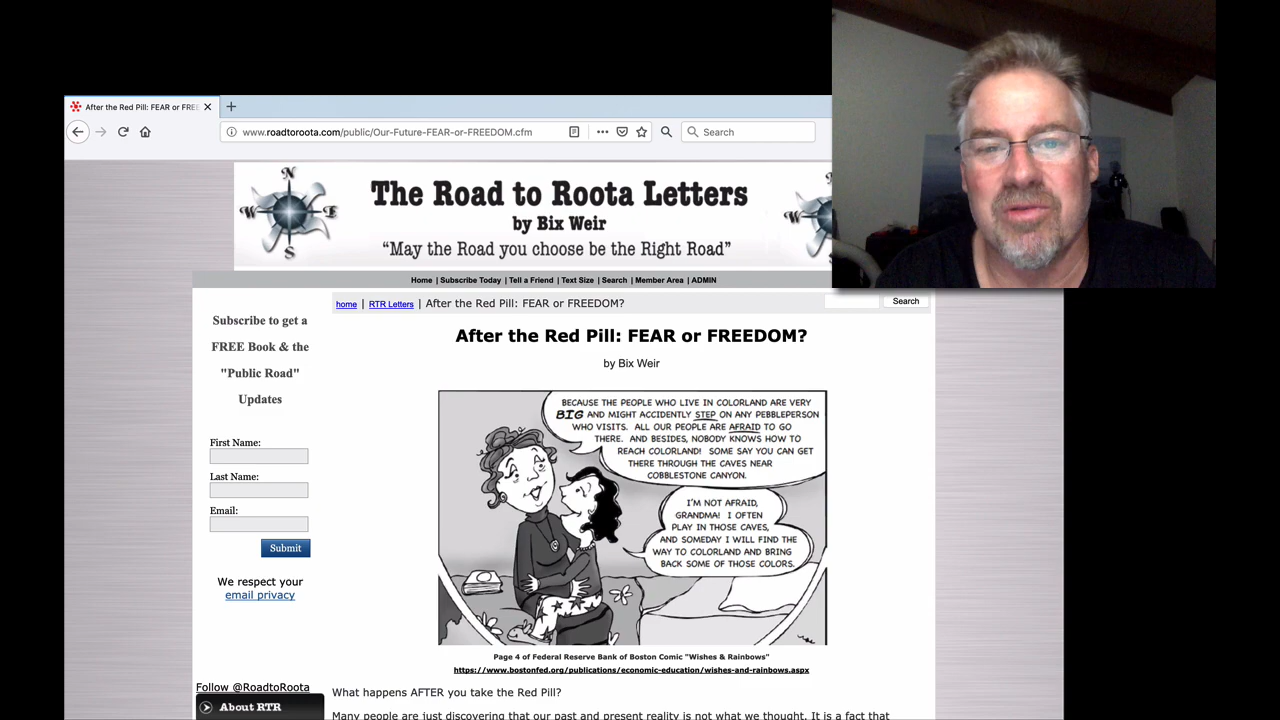 After the Red Pill: FEAR or FREE
www.roadtoroota.com/public/Our-Future-FEAR-or-FREEDOM.cfm
Search
N
W
E
S
The Road to Roota Letters
by Bix Weir
“May the Road you choose be the Right Road”
N
W
Home | Subscribe Today | Tell a Friend | Text Size | Search | Member Area | ADMIN
home | RTR Letters | After the Red Pill: FEAR or FREEDOM?
Search
Subscribe to get a
FREE Book & the
"Public Road"
Updates
First Name:
Last Name:
Email:
Submit
We respect your
email privacy
Follow @RoadtoRoota
About RTR
After the Red Pill: FEAR or FREEDOM?
by Bix Weir
BECAUSE THE PEOPLE WHO LIVE IN COLORLAND ARE VERY
BIG AND MIGHT ACCIDENTLY STEP ON ANY PEBBLEPERSON
WHO VISITS. ALL OUR PEOPLE ARE AFRAID TO GO
THERE. AND BESIDES, NOBODY KNOWS HOW TO
REACH COLORLAND! SOME SAY YOU CAN GET
THERE THROUGH THE CAVES NEAR
COBBLESTONE CANYON.
I'M NOT AFRAID,
GRANDMA! I OFTEN
PLAY IN THOSE CAVES,
AND SOMEDAY I WILL FIND THE
WAY TO COLORLAND AND BRING
BACK SOME OF THOSE COLORS.
Page 4 of Federal Reserve Bank of Boston Comic "Wishes & Rainbows"
https://www.bostonfed.org/publications/economic-education/wishes-and-rainbows.aspx
What happens AFTER you take the Red Pill?
Many people are just discovering that our past and present reality is not what we thought. It is a fact that